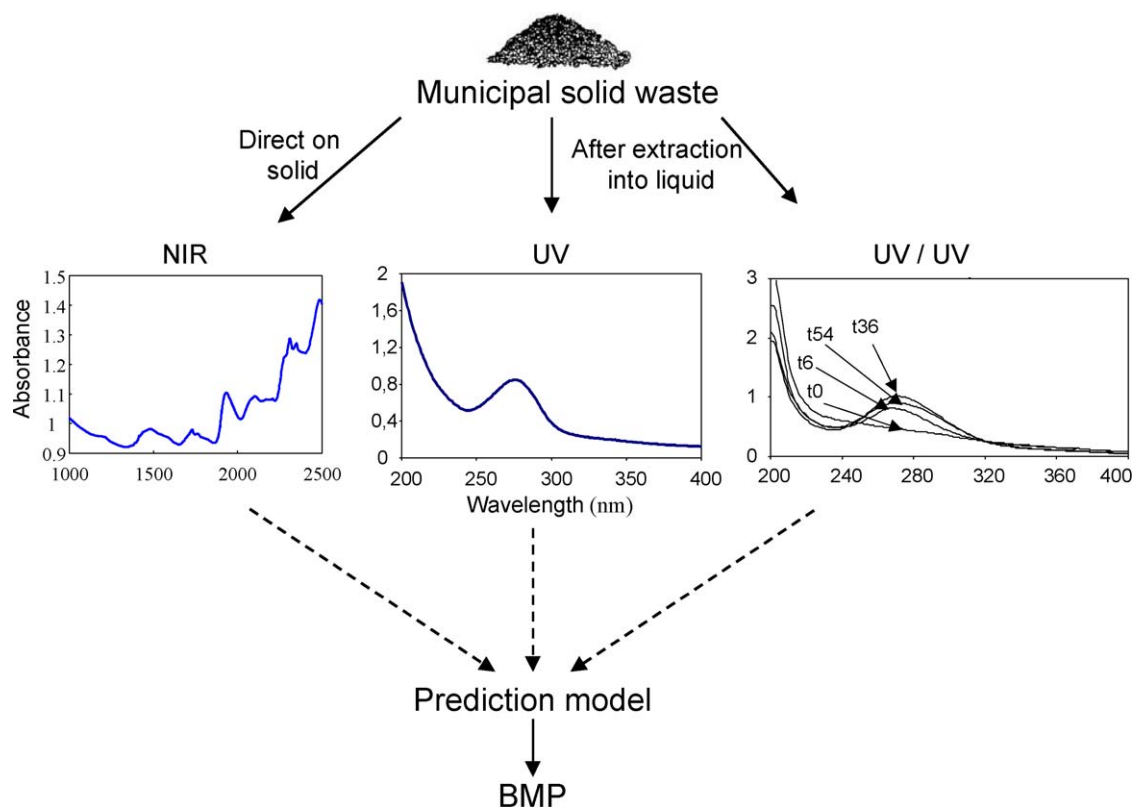 Municipal solid waste
Direct on
solid
After extraction
into liquid
NIR
UV
UV / UV
Absorbance
1.5
1.4
1.3
1.2
1.1
1
0.9
1000 1500 2000 2500
2
1,6
1,2
0,8
0,4
0
200 250 300 350 400
Wavelength (nm)
3
2
1
0
t54
t36
t6
t0
200 240 280 320 360 400
Prediction model
BMP